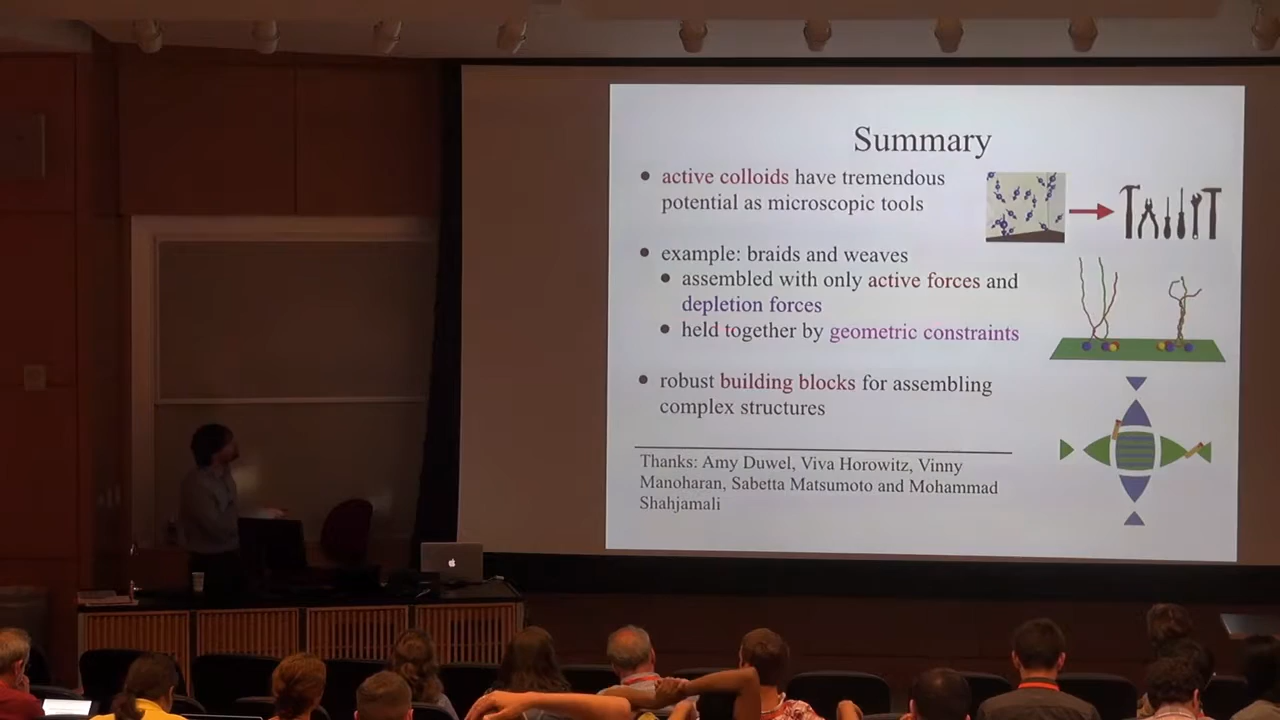 Summary
active colloids have tremendous
potential as microscopic tools
example: braids and weaves
assembled with only active forces and
depletion forces
held together by geometric constraints
robust building blocks for assembling
complex structures
Thanks: Amy Duwel, Viva Horowitz, Vinny
Manoharan, Sabetta Matsumoto and Mohammad
Shahjamali